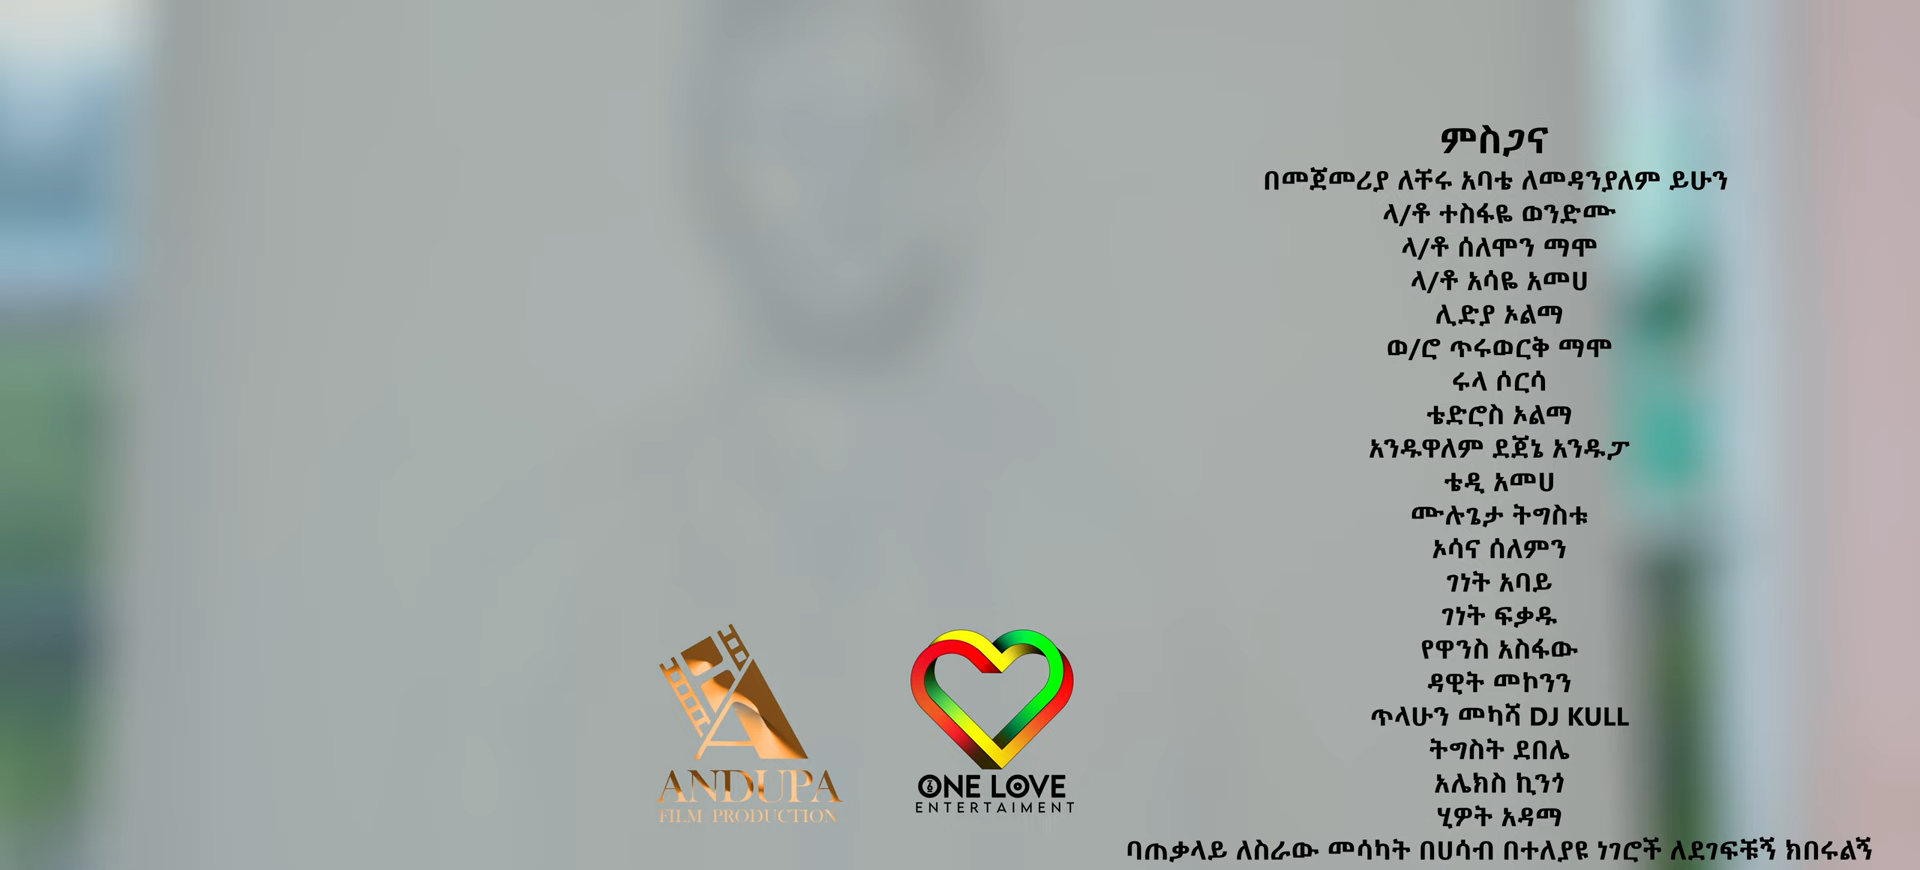 ምስጋና
በመጀመሪያ ለቸሩ አባቴ ለመዳንያለም ይሁን
ላ/ቶ ተስፋዬ ወንድሙ
ላ/ቶ ሰለሞን ማሞ
ላ/ቶ አሳዬ አመሀ
ሊድያ ኦልማ
ወ/ሮ ጥሩወርቅ ማሞ
ሩላ ሶርሳ
ቴድሮስ ኦልማ
አንዱዋለም ደጀኔ አንዱፓ
ቴዲ አመሀ
ሙሉጌታ ትግስቱ
ኦሳና ሰለምን
ገነት አባይ
ገነት ፍቃዱ
የዋንስ አስፋው
ዳዊት መኮንን
ጥላሁን መካሻ DJ KULL
ትግስት ደበሌ
አሌክስ ኪንጎ
ሂዎት አዳማ
ባጠቃላይ ለስራው መሳካት በሀሳብ በተለያዩ ነገሮች ለደገፍቹኝ ክበሩልኝ
ANDUPA
FILM PRODUCTION
ONE LOVE
ENTERTAIMENT